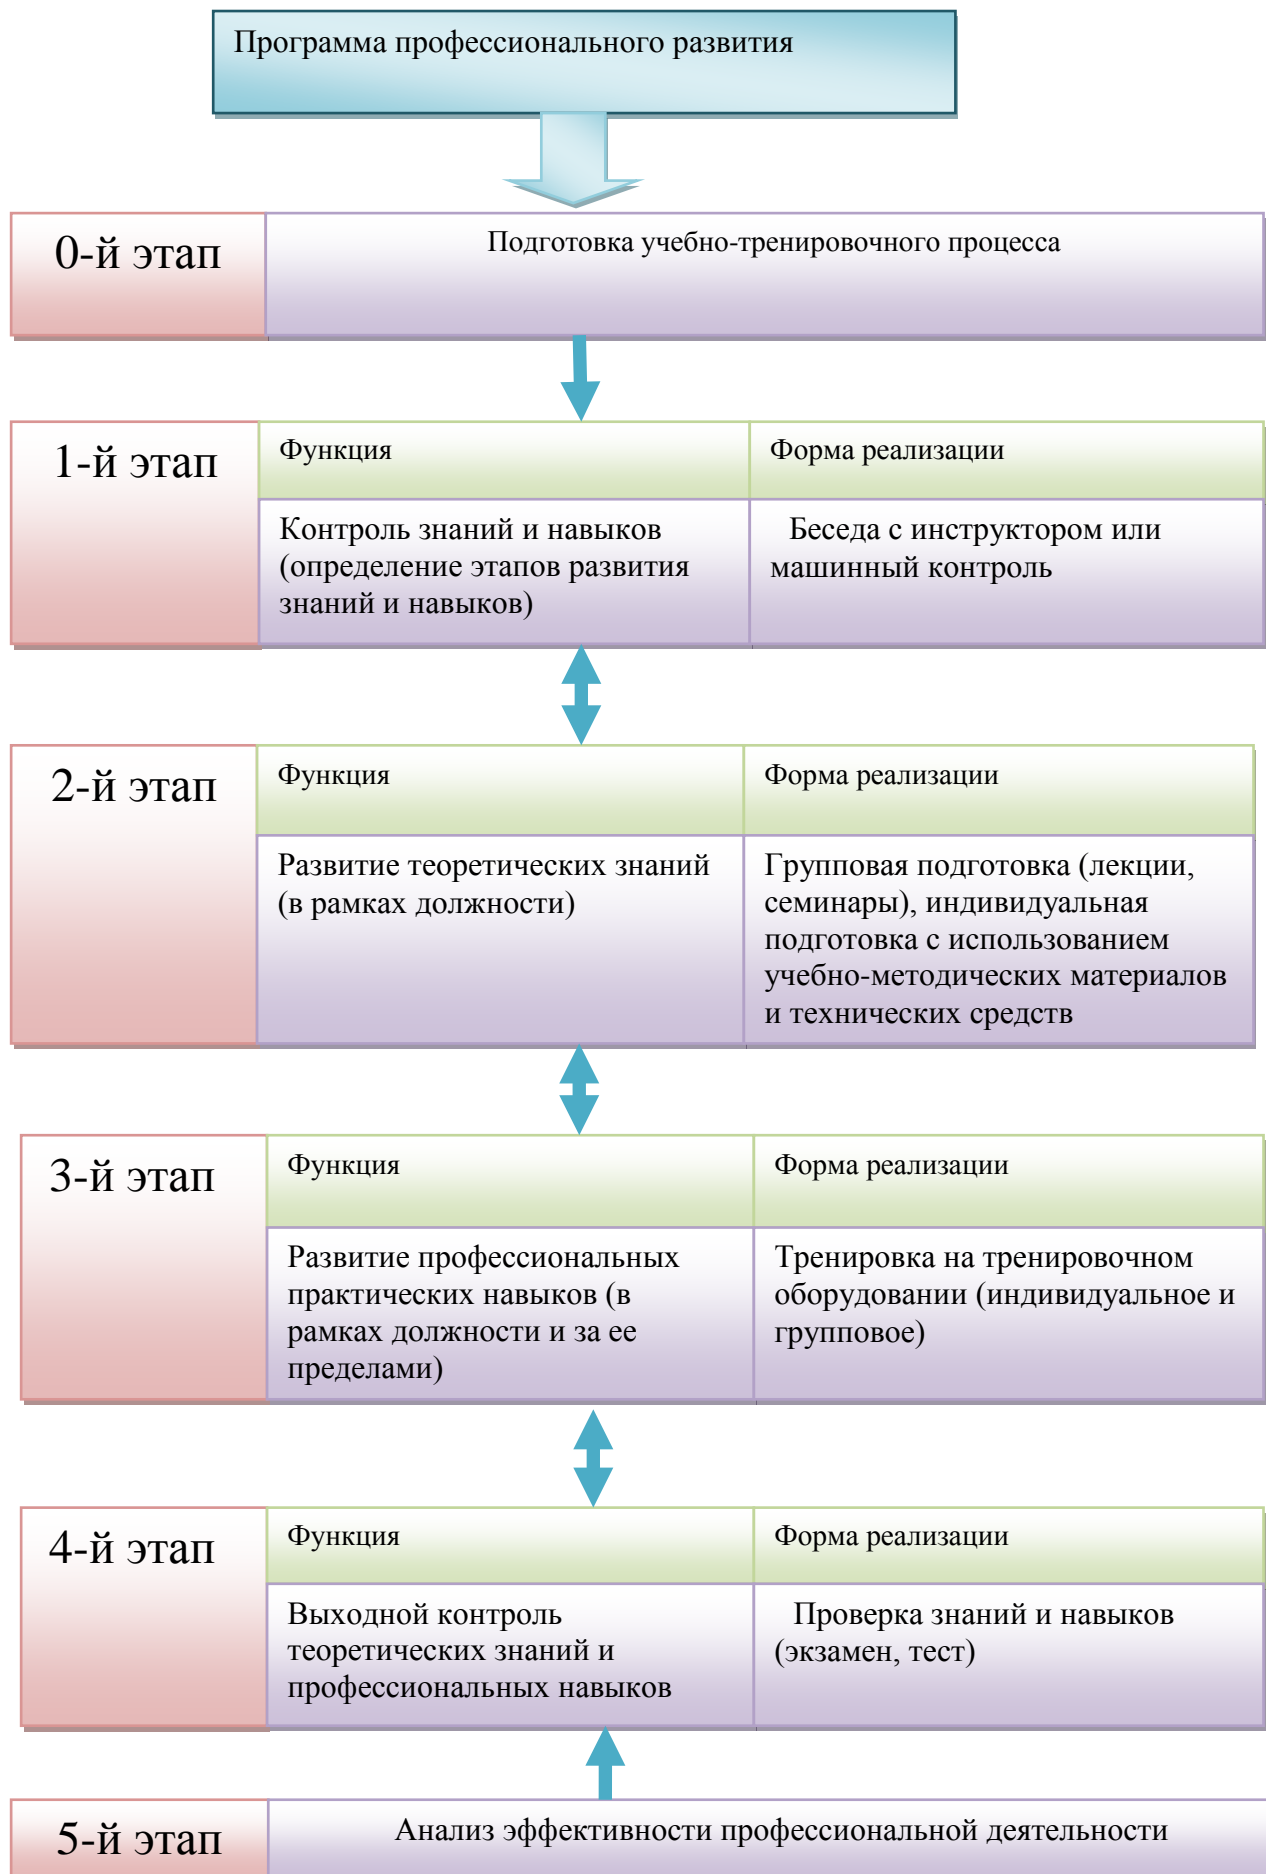 Программа профессионального развития
0-й этап
Подготовка учебно-тренировочного процесса
1-й этап
Функция
Форма реализации
Контроль знаний и навыков
(определение этапов развития
знаний и навыков)
Беседа с инструктором или
машинный контроль
2-й этап
Функция
Форма реализации
Развитие теоретических знаний
(в рамках должности)
Групповая подготовка (лекции,
семинары), индивидуальная
подготовка с использованием
учебно-методических материалов
и технических средств
3-й этап
Функция
Форма реализации
Развитие профессиональных
практических навыков (в
рамках должности и за ее
пределами)
Тренировка на тренировочном
оборудовании (индивидуальное и
групповое)
4-й этап
Функция
Форма реализации
Выходной контроль
теоретических знаний и
профессиональных навыков
Проверка знаний и навыков
(экзамен, тест)
5-й этап
Анализ эффективности профессиональной деятельности